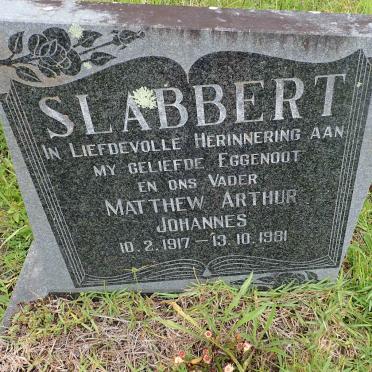 SLABBERT
IN LIEFDEVOLLE HERINNERING AAN
MY GELIEFDE EGGENOOT
EN ONS VADER
MATTHEW ARTHUR
JOHANNES
10.2.1917 — 13.10.1981